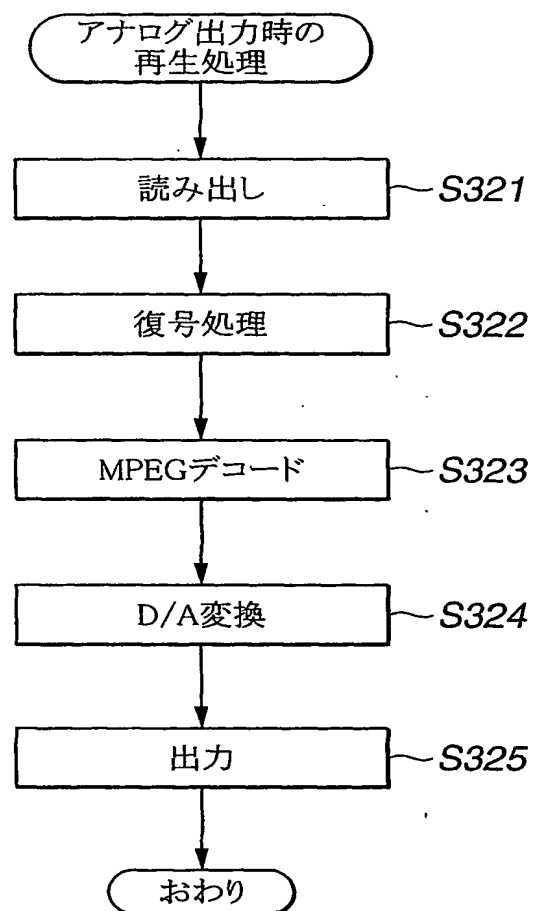 アナログ出力時の
再生処理
読み出し S321
復号処理 S322
MPEGデコード S323
D/A変換 S324
出力 S325
おわり